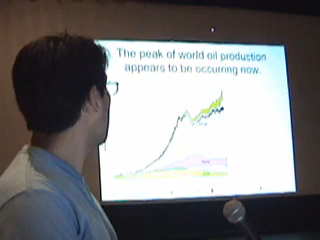 The peak of world oil production
appears to be occurring now.